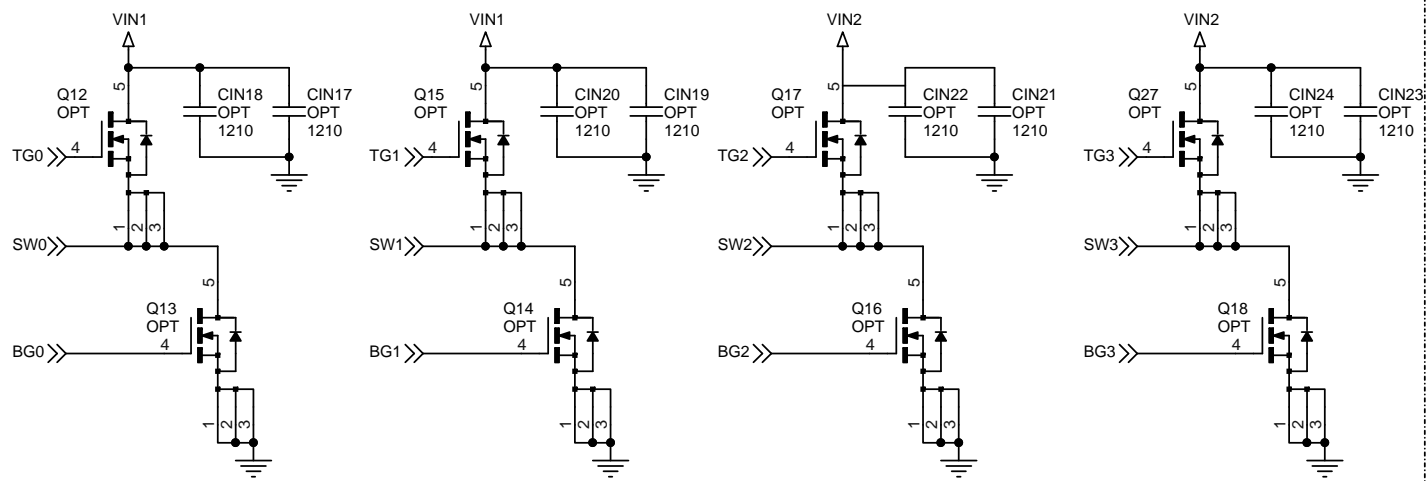 VIN1
5
Q12
OPT
CIN18
OPT
1210
CIN17
OPT
1210
TG0
4
1
2
3
SW0
5
Q13
OPT
BG0
4
1
2
3
VIN1
5
Q15
OPT
CIN20
OPT
1210
CIN19
OPT
1210
TG1
4
1
2
3
SW1
5
Q14
OPT
BG1
4
1
2
3
VIN2
5
Q17
OPT
CIN22
OPT
1210
CIN21
OPT
1210
TG2
4
1
2
3
SW2
5
Q16
OPT
BG2
4
1
2
3
VIN2
5
Q27
OPT
CIN24
OPT
1210
CIN23
OPT
1210
TG3
4
1
2
3
SW3
5
Q18
OPT
BG3
4
1
2
3